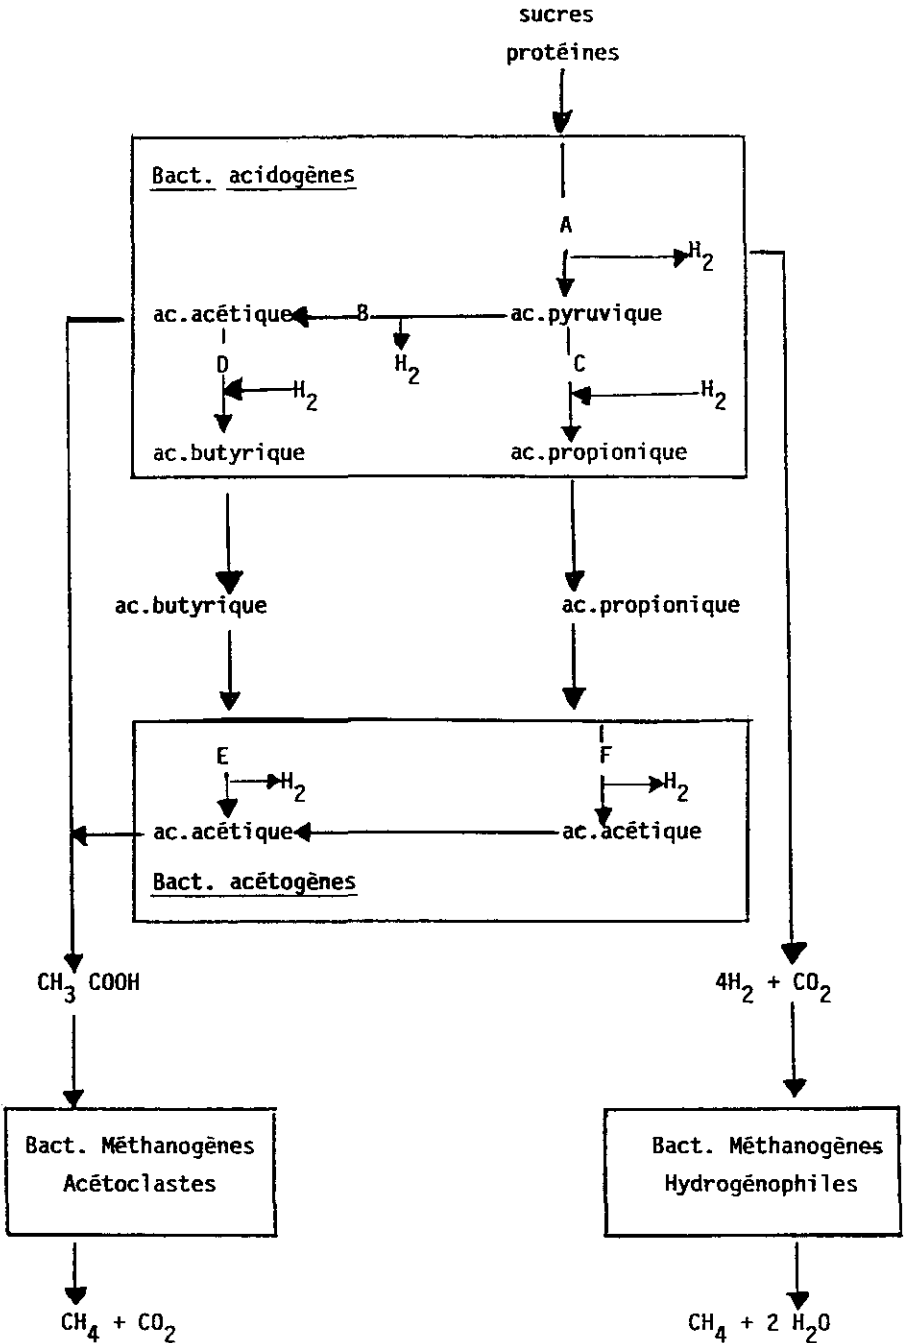 sucres
protéines
Bact. acidogènes
A
H2
ac.acétique B ac.pyruvique
D H2 C
H2 H2
ac.butyrique ac.propionique
ac.butyrique ac.propionique
E F
H2 H2
ac.acétique ac.acétique
Bact. acétogènes
CH3 COOH 4H2 + CO2
Bact. Méthanogènes
Acétoclastes
Bact. Méthanogènes
Hydrogénophiles
CH4 + CO2 CH4 + 2 H2O